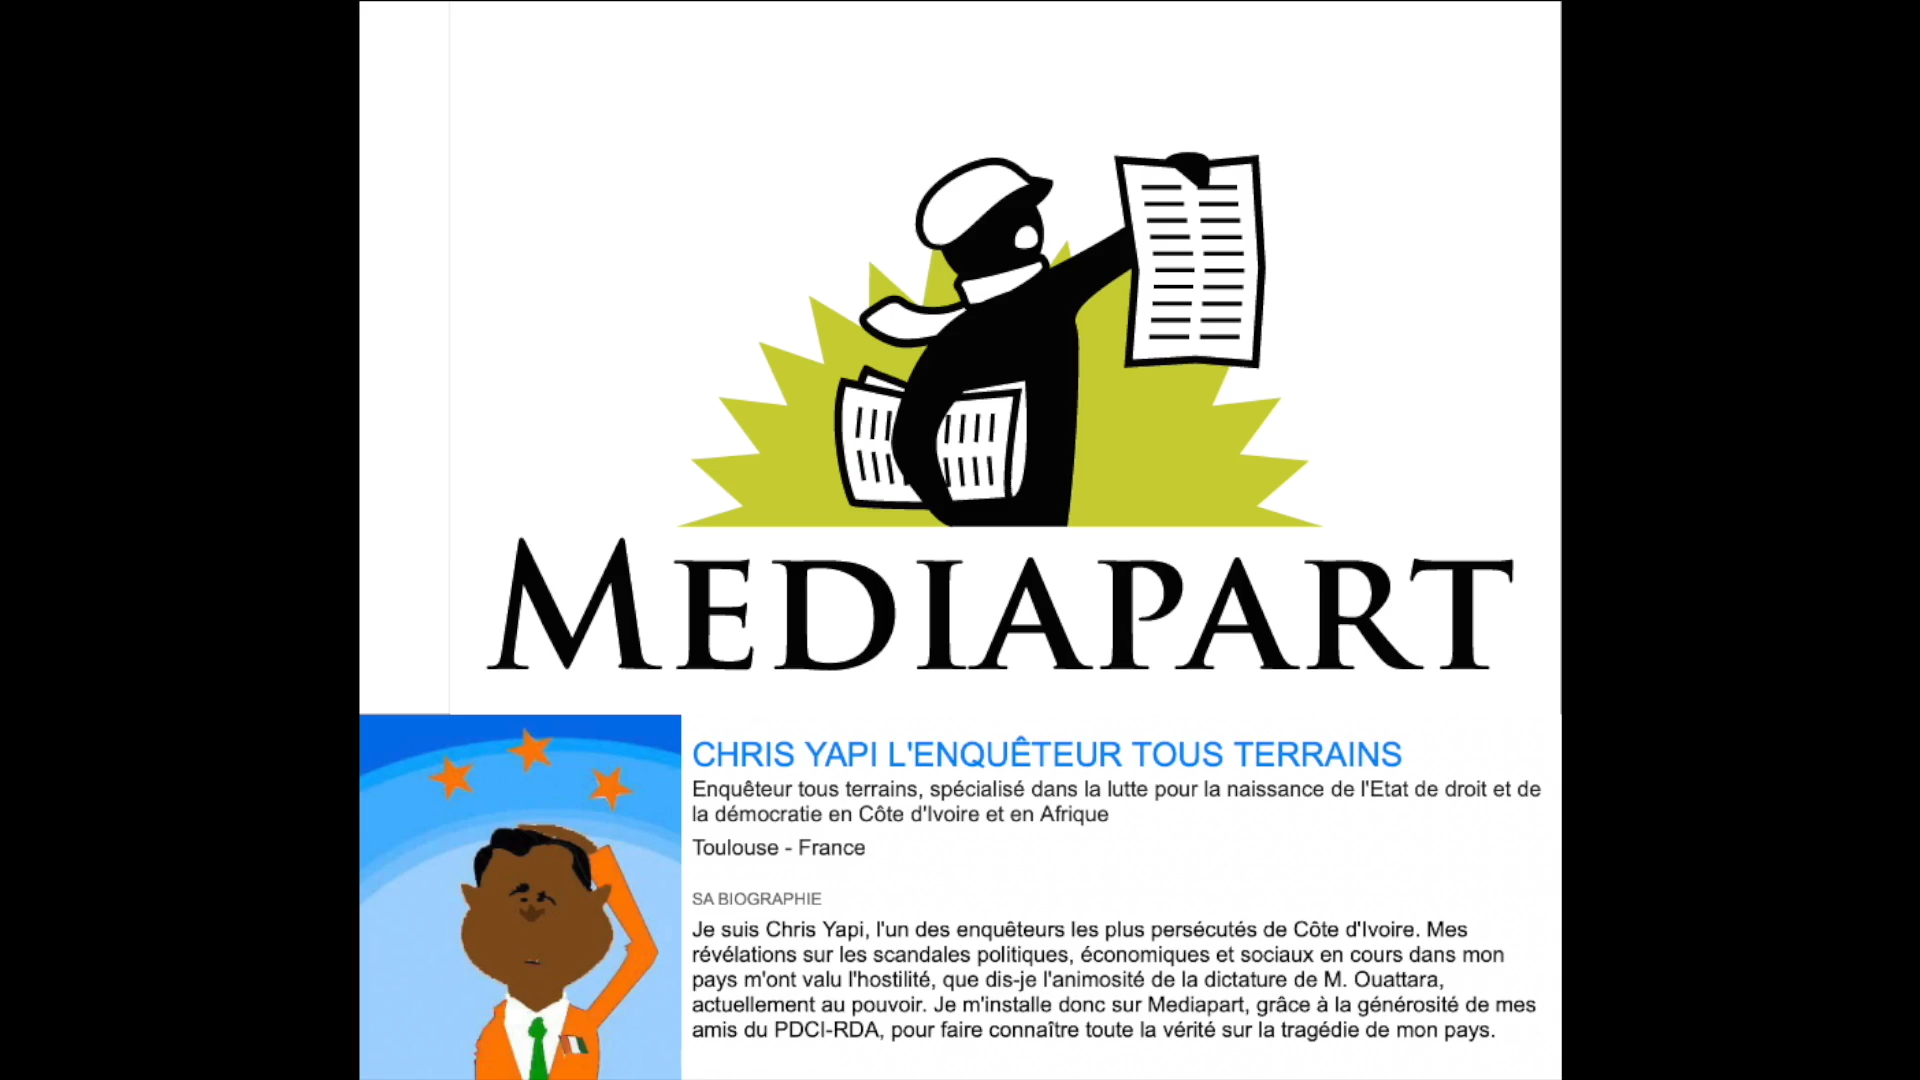 MEDIAPART
CHRIS YAPI L'ENQUÊTEUR TOUS TERRAINS
Enquêteur tous terrains, spécialisé dans la lutte pour la naissance de l'Etat de droit et de
la démocratie en Côte d'Ivoire et en Afrique
Toulouse - France
SA BIOGRAPHIE
Je suis Chris Yapi, l'un des enquêteurs les plus persécutés de Côte d'Ivoire. Mes
révélations sur les scandales politiques, économiques et sociaux en cours dans mon
pays m'ont valu l'hostilité, que dis-je l'animosité de la dictature de M. Ouattara,
actuellement au pouvoir. Je m'installe donc sur Mediapart, grâce à la générosité de mes
amis du PDCI-RDA, pour faire connaître toute la vérité sur la tragédie de mon pays.